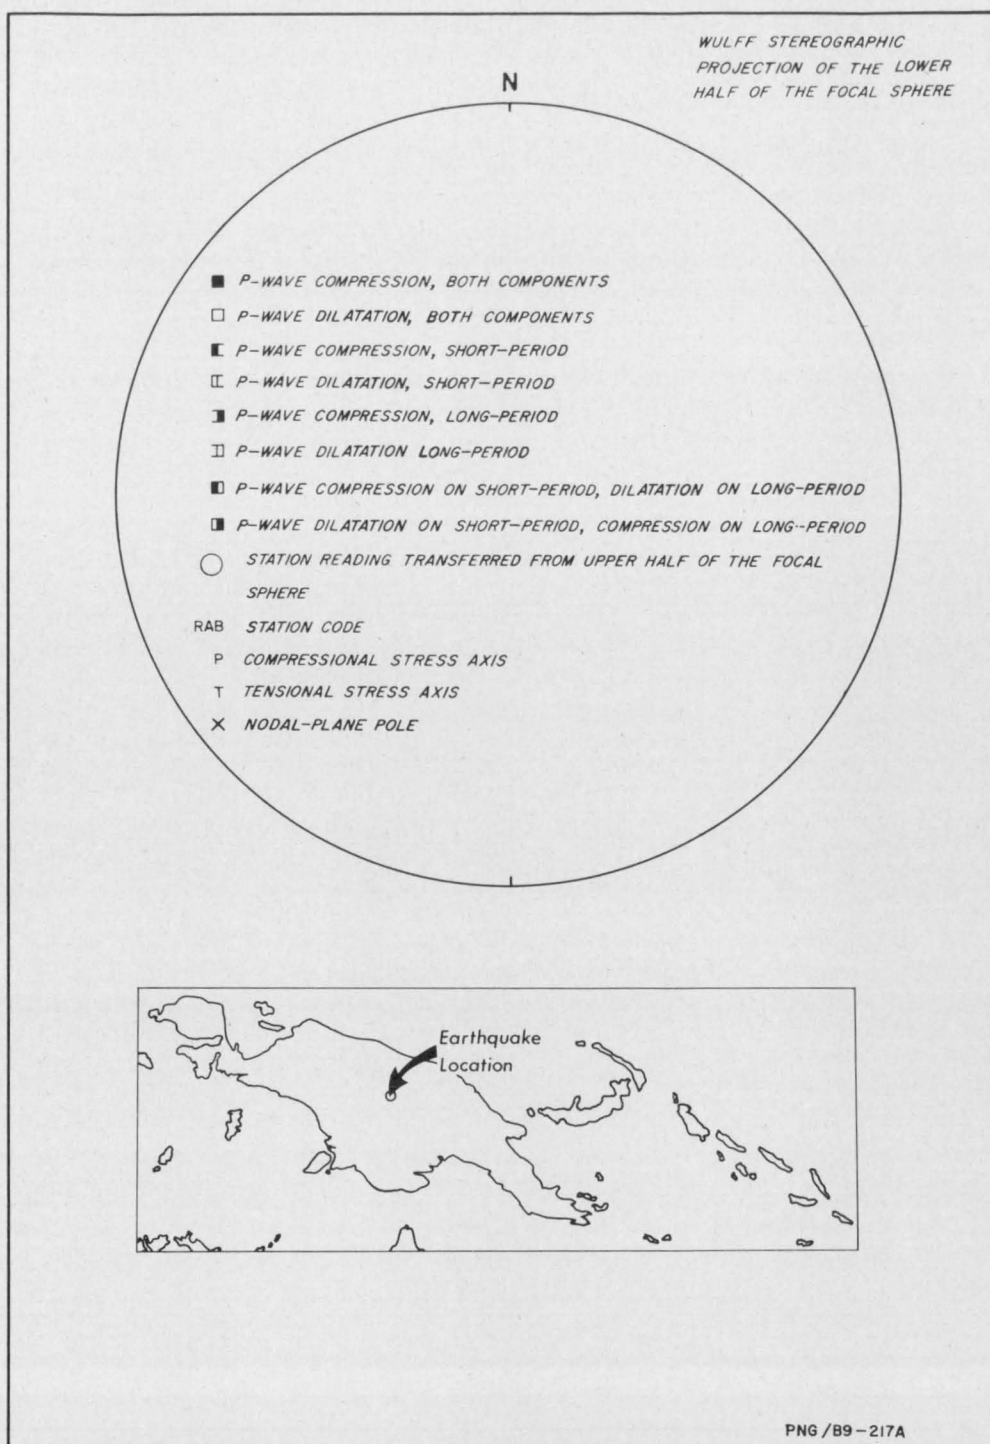 WULFF STEREOGRAPHIC
PROJECTION OF THE LOWER
HALF OF THE FOCAL SPHERE
N
P-WAVE COMPRESSION, BOTH COMPONENTS
P-WAVE DILATATION, BOTH COMPONENTS
P-WAVE COMPRESSION, SHORT-PERIOD
P-WAVE DILATATION, SHORT-PERIOD
P-WAVE COMPRESSION, LONG-PERIOD
P-WAVE DILATATION LONG-PERIOD
P-WAVE COMPRESSION ON SHORT-PERIOD, DILATATION ON LONG-PERIOD
P-WAVE DILATATION ON SHORT-PERIOD, COMPRESSION ON LONG--PERIOD
STATION READING TRANSFERRED FROM UPPER HALF OF THE FOCAL
SPHERE
RAB STATION CODE
P COMPRESSIONAL STRESS AXIS
T TENSIONAL STRESS AXIS
NODAL-PLANE POLE
Earthquake
Location
PNG/B9-217A